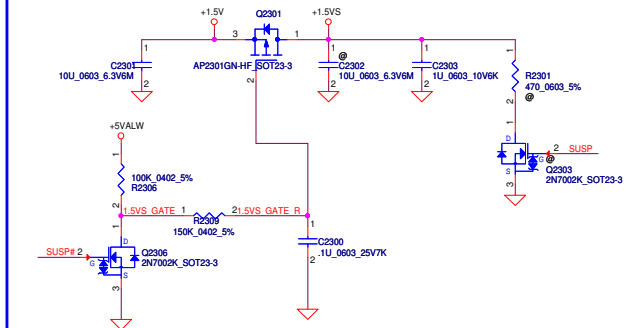 Q2301
+1.5V
+1.5VS
3
1
1
C2301
10U_0603_6.3V6M
2
AP2301GN-HF_SOT23-3
2
1
@
C2302
10U_0603_6.3V6M
2
1
C2303
1U_0603_10V6K
2
1
R2301
470_0603_5%
2
@
+5VALW
1
D
2
SUSP
G
@
S
Q2303
2N7002K_SOT23-3
3
1
100K_0402_5%
R2306
2
1.5VS_GATE
1
2
1.5VS_GATE_R
R2309
150K_0402_5%
1
C2300
.1U_0603_25V7K
2
1
D
SUSP#
2
G
S
Q2306
2N7002K_SOT23-3
3